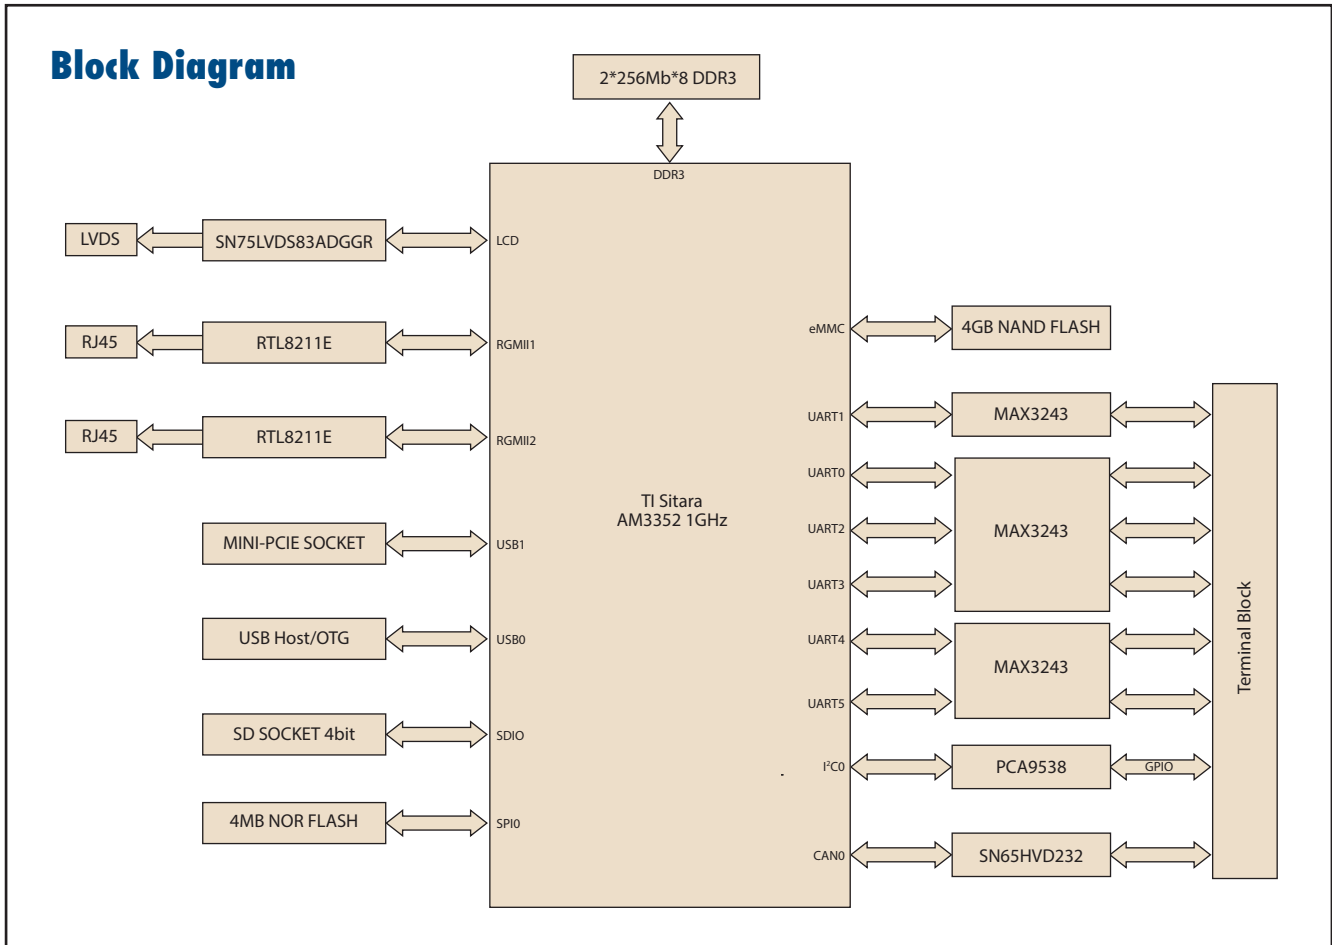 Block Diagram
2*256Mb*8 DDR3
DDR3
LVDS
SN75LVDS83ADGGR
LCD
RJ45
RTL8211E
RGMII1
RJ45
RTL8211E
RGMII2
MINI-PCIE SOCKET
USB1
USB Host/OTG
USB0
SD SOCKET 4bit
SDIO
4MB NOR FLASH
SPI0
TI Sitara
AM3352 1GHz
eMMC
4GB NAND FLASH
UART1
MAX3243
UART0
UART2
MAX3243
UART3
UART4
MAX3243
UART5
I²C0
PCA9538
GPIO
CAN0
SN65HVD232
Terminal Block